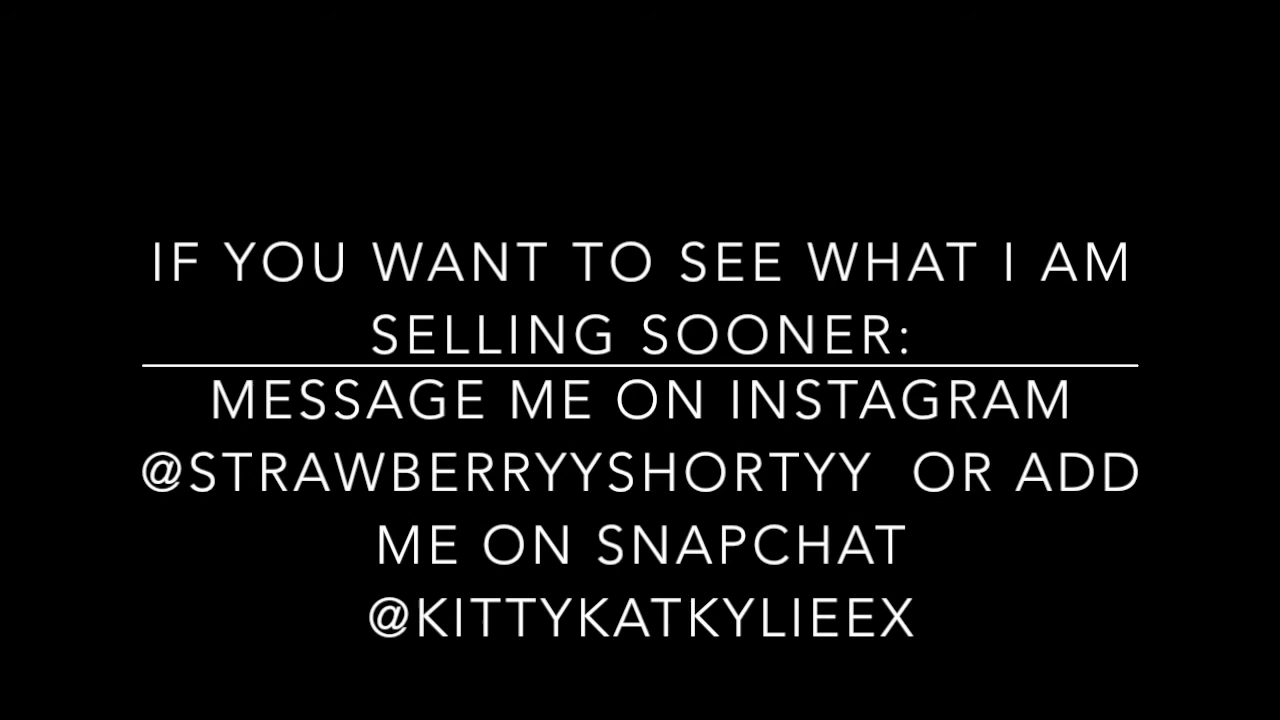 IF YOU WANT TO SEE WHAT I AM
SELLING SOONER:
MESSAGE ME ON INSTAGRAM
@STRAWBERRYYSHORTYY OR ADD
ME ON SNAPCHAT
@KITTYKATKYLIEEX